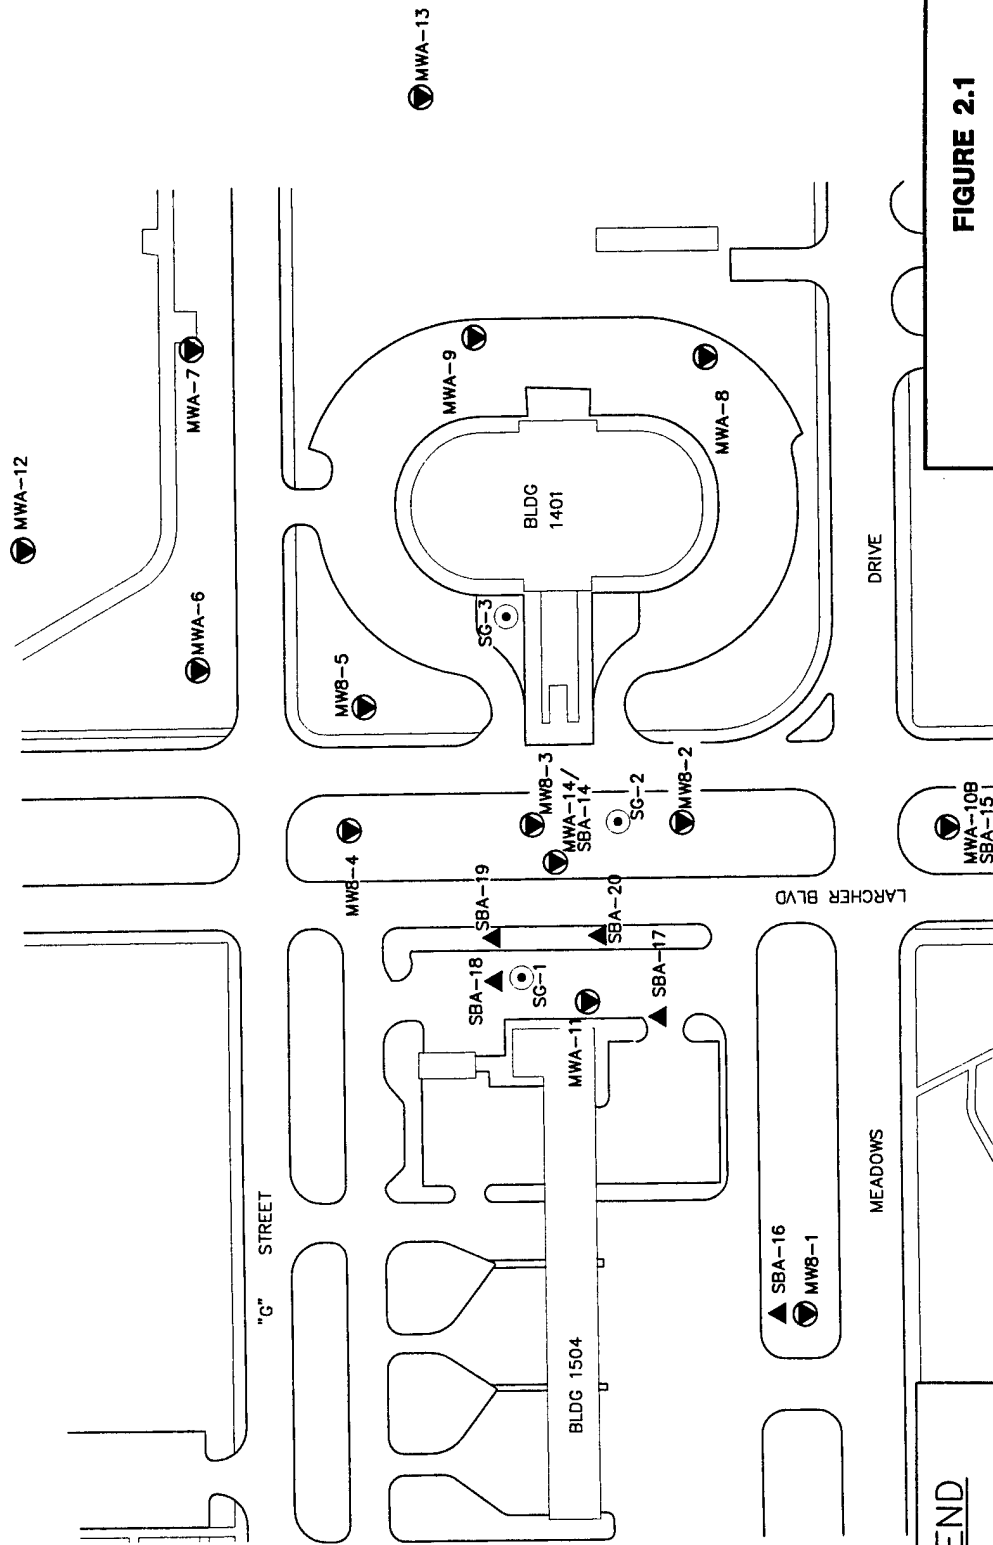 MWA-13
FIGURE 2.1
MWA-12
MWA-7
MWA-9
MWA-8
BLDG
1401
DRIVE
MWA-6
MW8-5
SG-3
MW8-4
MW8-3
MWA-14/
SBA-14
SG-2
MW8-2
MWA-10B
SBA-15
LARCHER BLVD
SBA-19
SBA-20
SBA-18
SG-1
SBA-17
MWA-11
"G" STREET
MEADOWS
SBA-16
MW8-1
BLDG 1504
END